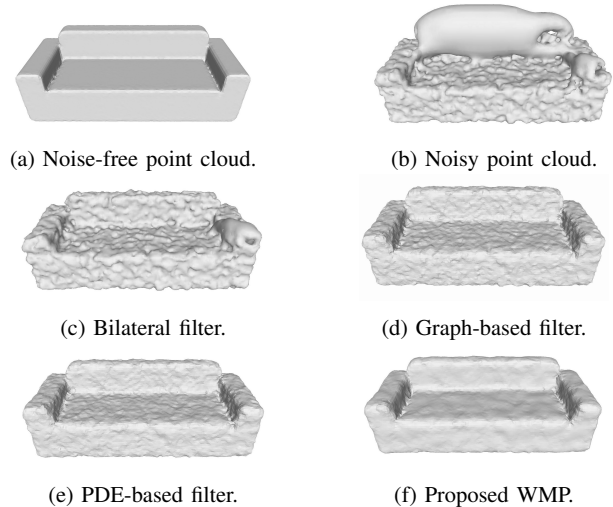 (a) Noise-free point cloud.
(b) Noisy point cloud.
(c) Bilateral filter.
(d) Graph-based filter.
(e) PDE-based filter.
(f) Proposed WMP.